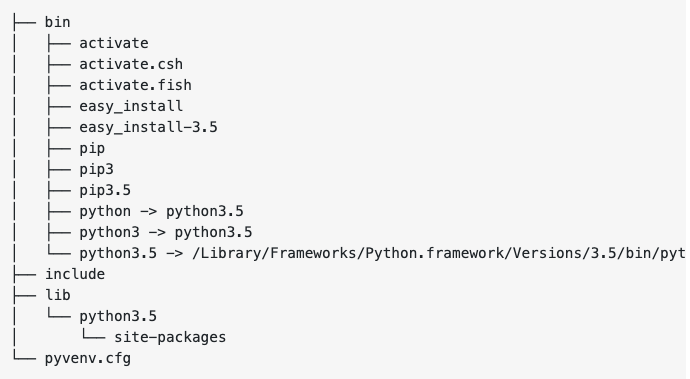 ├── bin
│   ├── activate
│   ├── activate.csh
│   ├── activate.fish
│   ├── easy_install
│   ├── easy_install-3.5
│   ├── pip
│   ├── pip3
│   ├── pip3.5
│   ├── python -> python3.5
│   ├── python3 -> python3.5
│   └── python3.5 -> /Library/Frameworks/Python.framework/Versions/3.5/bin/pyt
├── include
├── lib
│   └── python3.5
│       └── site-packages
└── pyvenv.cfg